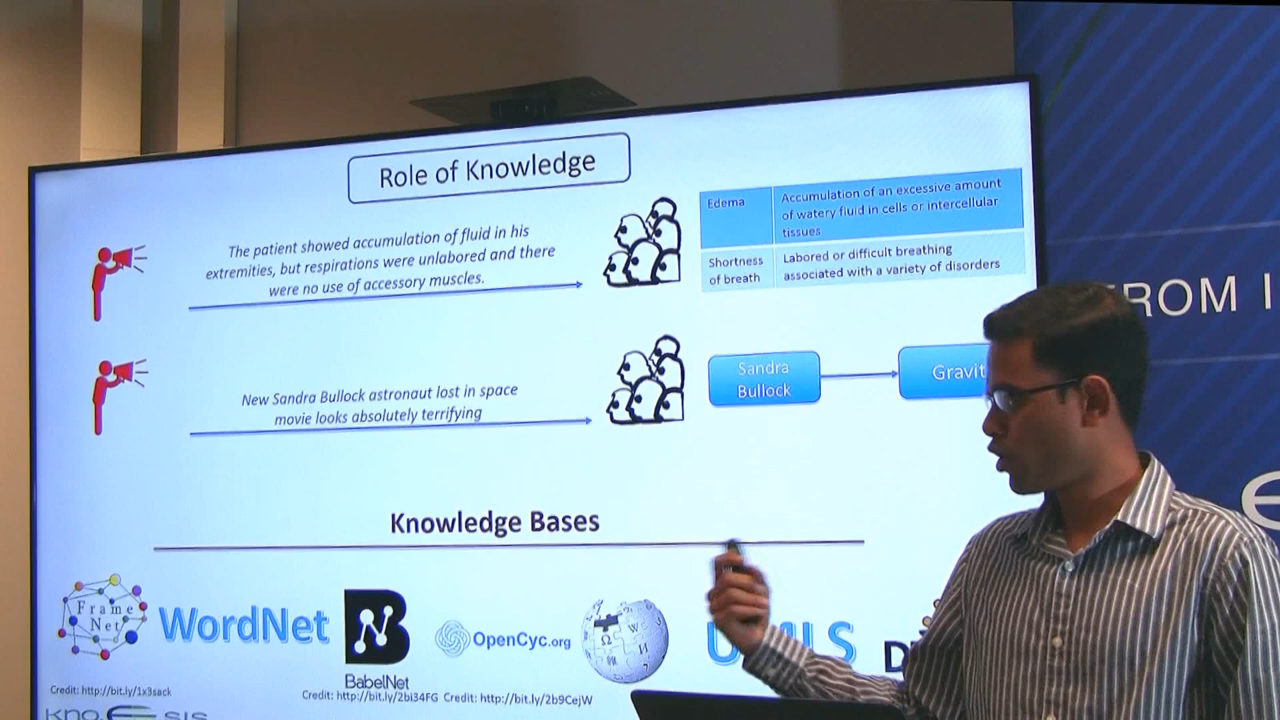 Role of Knowledge
The patient showed accumulation of fluid in his
extremities, but respirations were unlabored and there
were no use of accessory muscles.
Edema
Accumulation of an excessive amount
of watery fluid in cells or intercellular
tissues
Shortness
of breath
Labored or difficult breathing
associated with a variety of disorders
New Sandra Bullock astronaut lost in space
movie looks absolutely terrifying
Sandra
Bullock
Gravit
ROM I
Knowledge Bases
Frame
Net
WordNet
B
BabelNet
OpenCyc.org
W
Ω
И
Credit: http://bit.ly/1x3sack
Credit: http://bit.ly/2bi34FG
Credit: http://bit.ly/2b9CejW
kno.e.sis